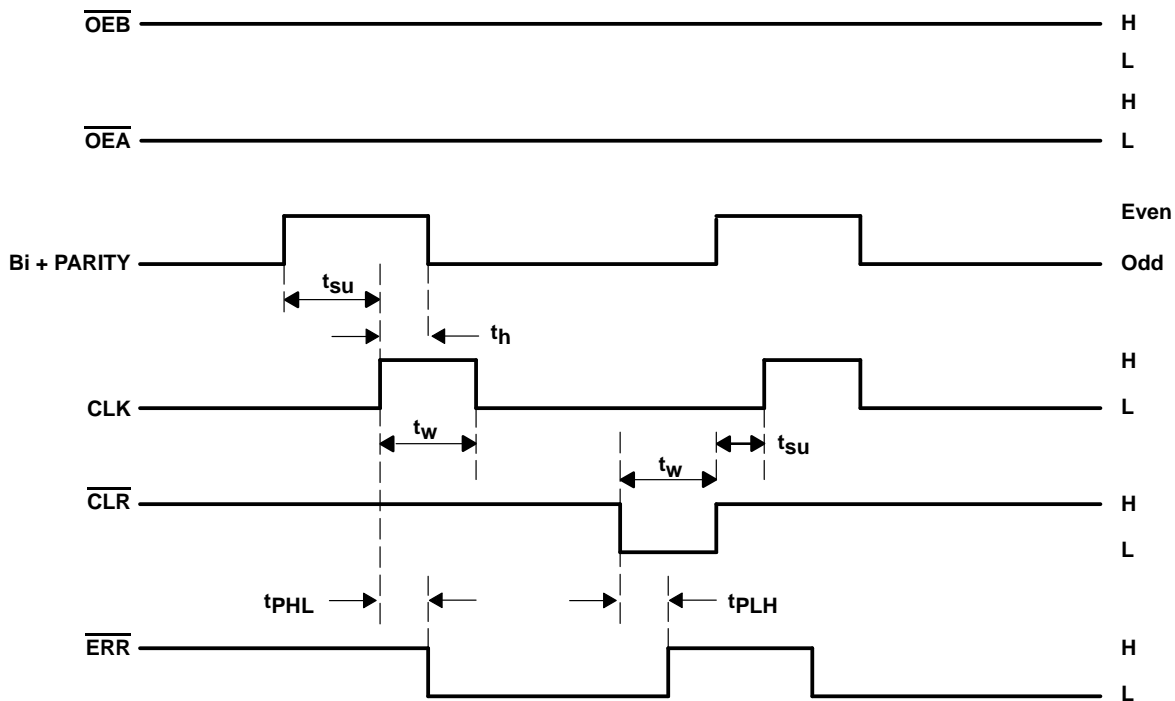 OEB H
L
H
OEA L
Even
Bi + PARITY Odd
tsu
th
H
CLK L
tw
tsu
tw
CLR H
L
tPHL tPLH
ERR H
L